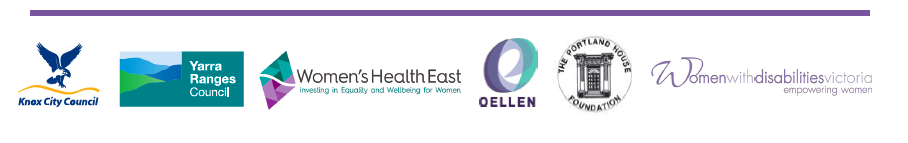 Knox City Council
Yarra
Ranges
Council
Women's Health East
Investing in Equality and Wellbeing for Women
QELLEN
THE PORTLAND HOUSE
FOUNDATION
Womenwithdisabilitiesvictoria
empowering women